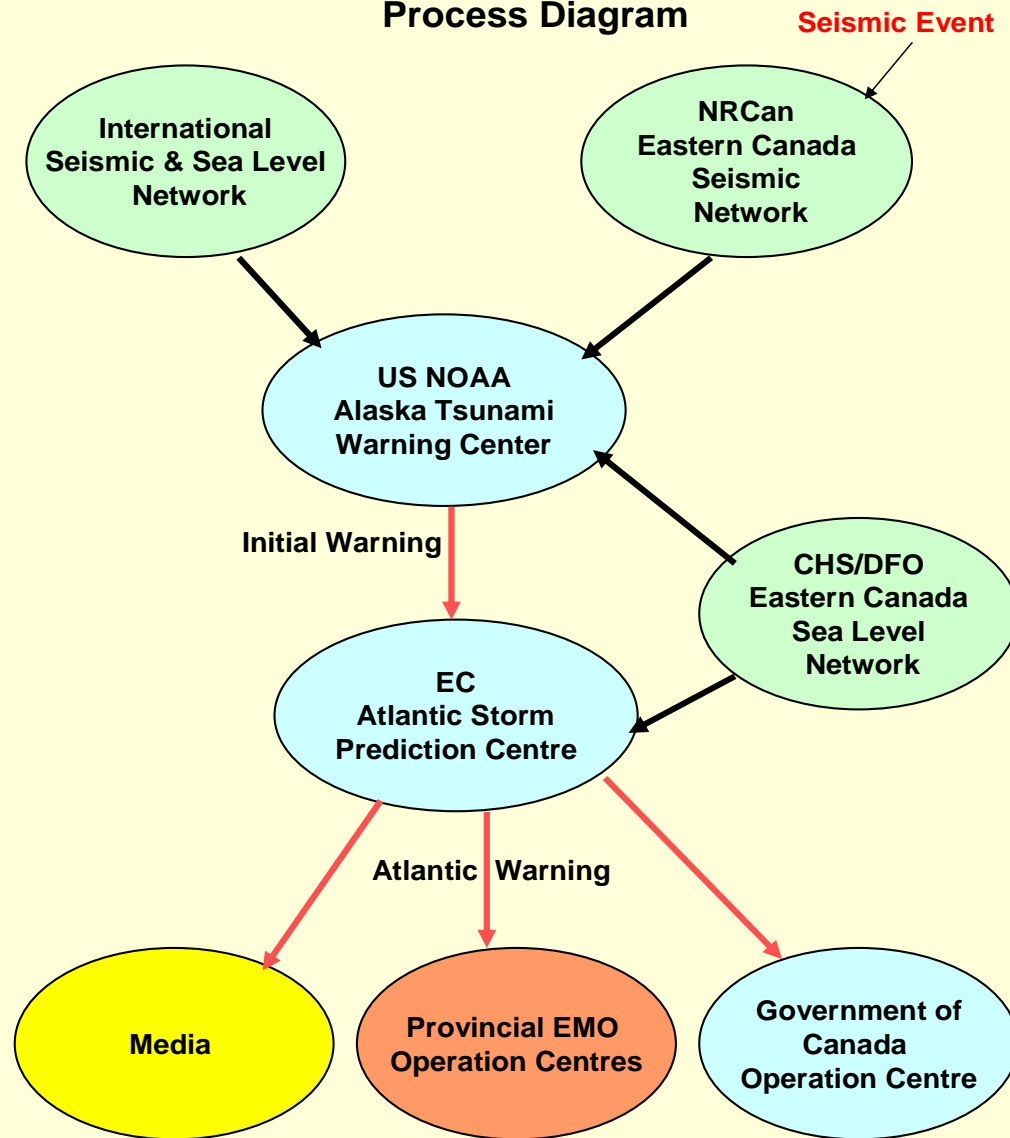 Process Diagram
Seismic Event
International
Seismic & Sea Level
Network
NRCan
Eastern Canada
Seismic
Network
US NOAA
Alaska Tsunami
Warning Center
Initial Warning
CHS/DFO
Eastern Canada
Sea Level
Network
EC
Atlantic Storm
Prediction Centre
Atlantic Warning
Media
Provincial EMO
Operation Centres
Government of
Canada
Operation Centre